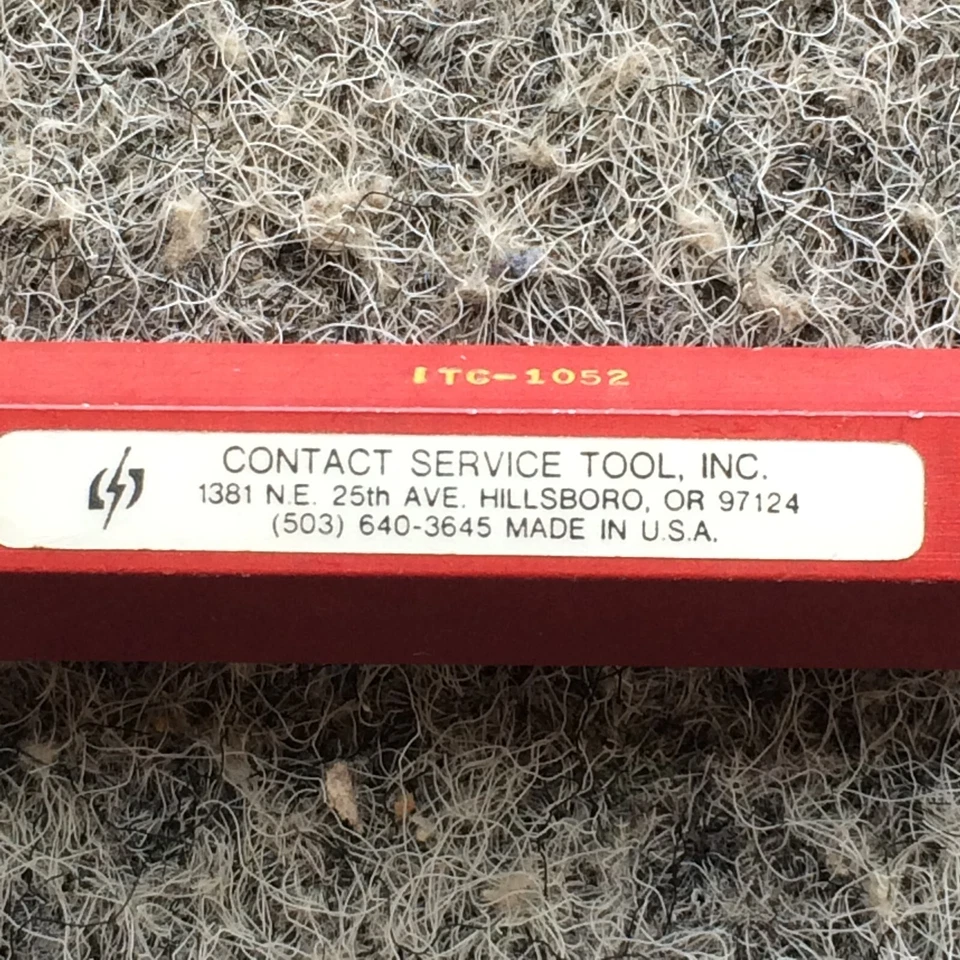 ITC-1052
CONTACT SERVICE TOOL, INC.
1381 N.E. 25th AVE. HILLSBORO, OR 97124
(503) 640-3645 MADE IN U.S.A.